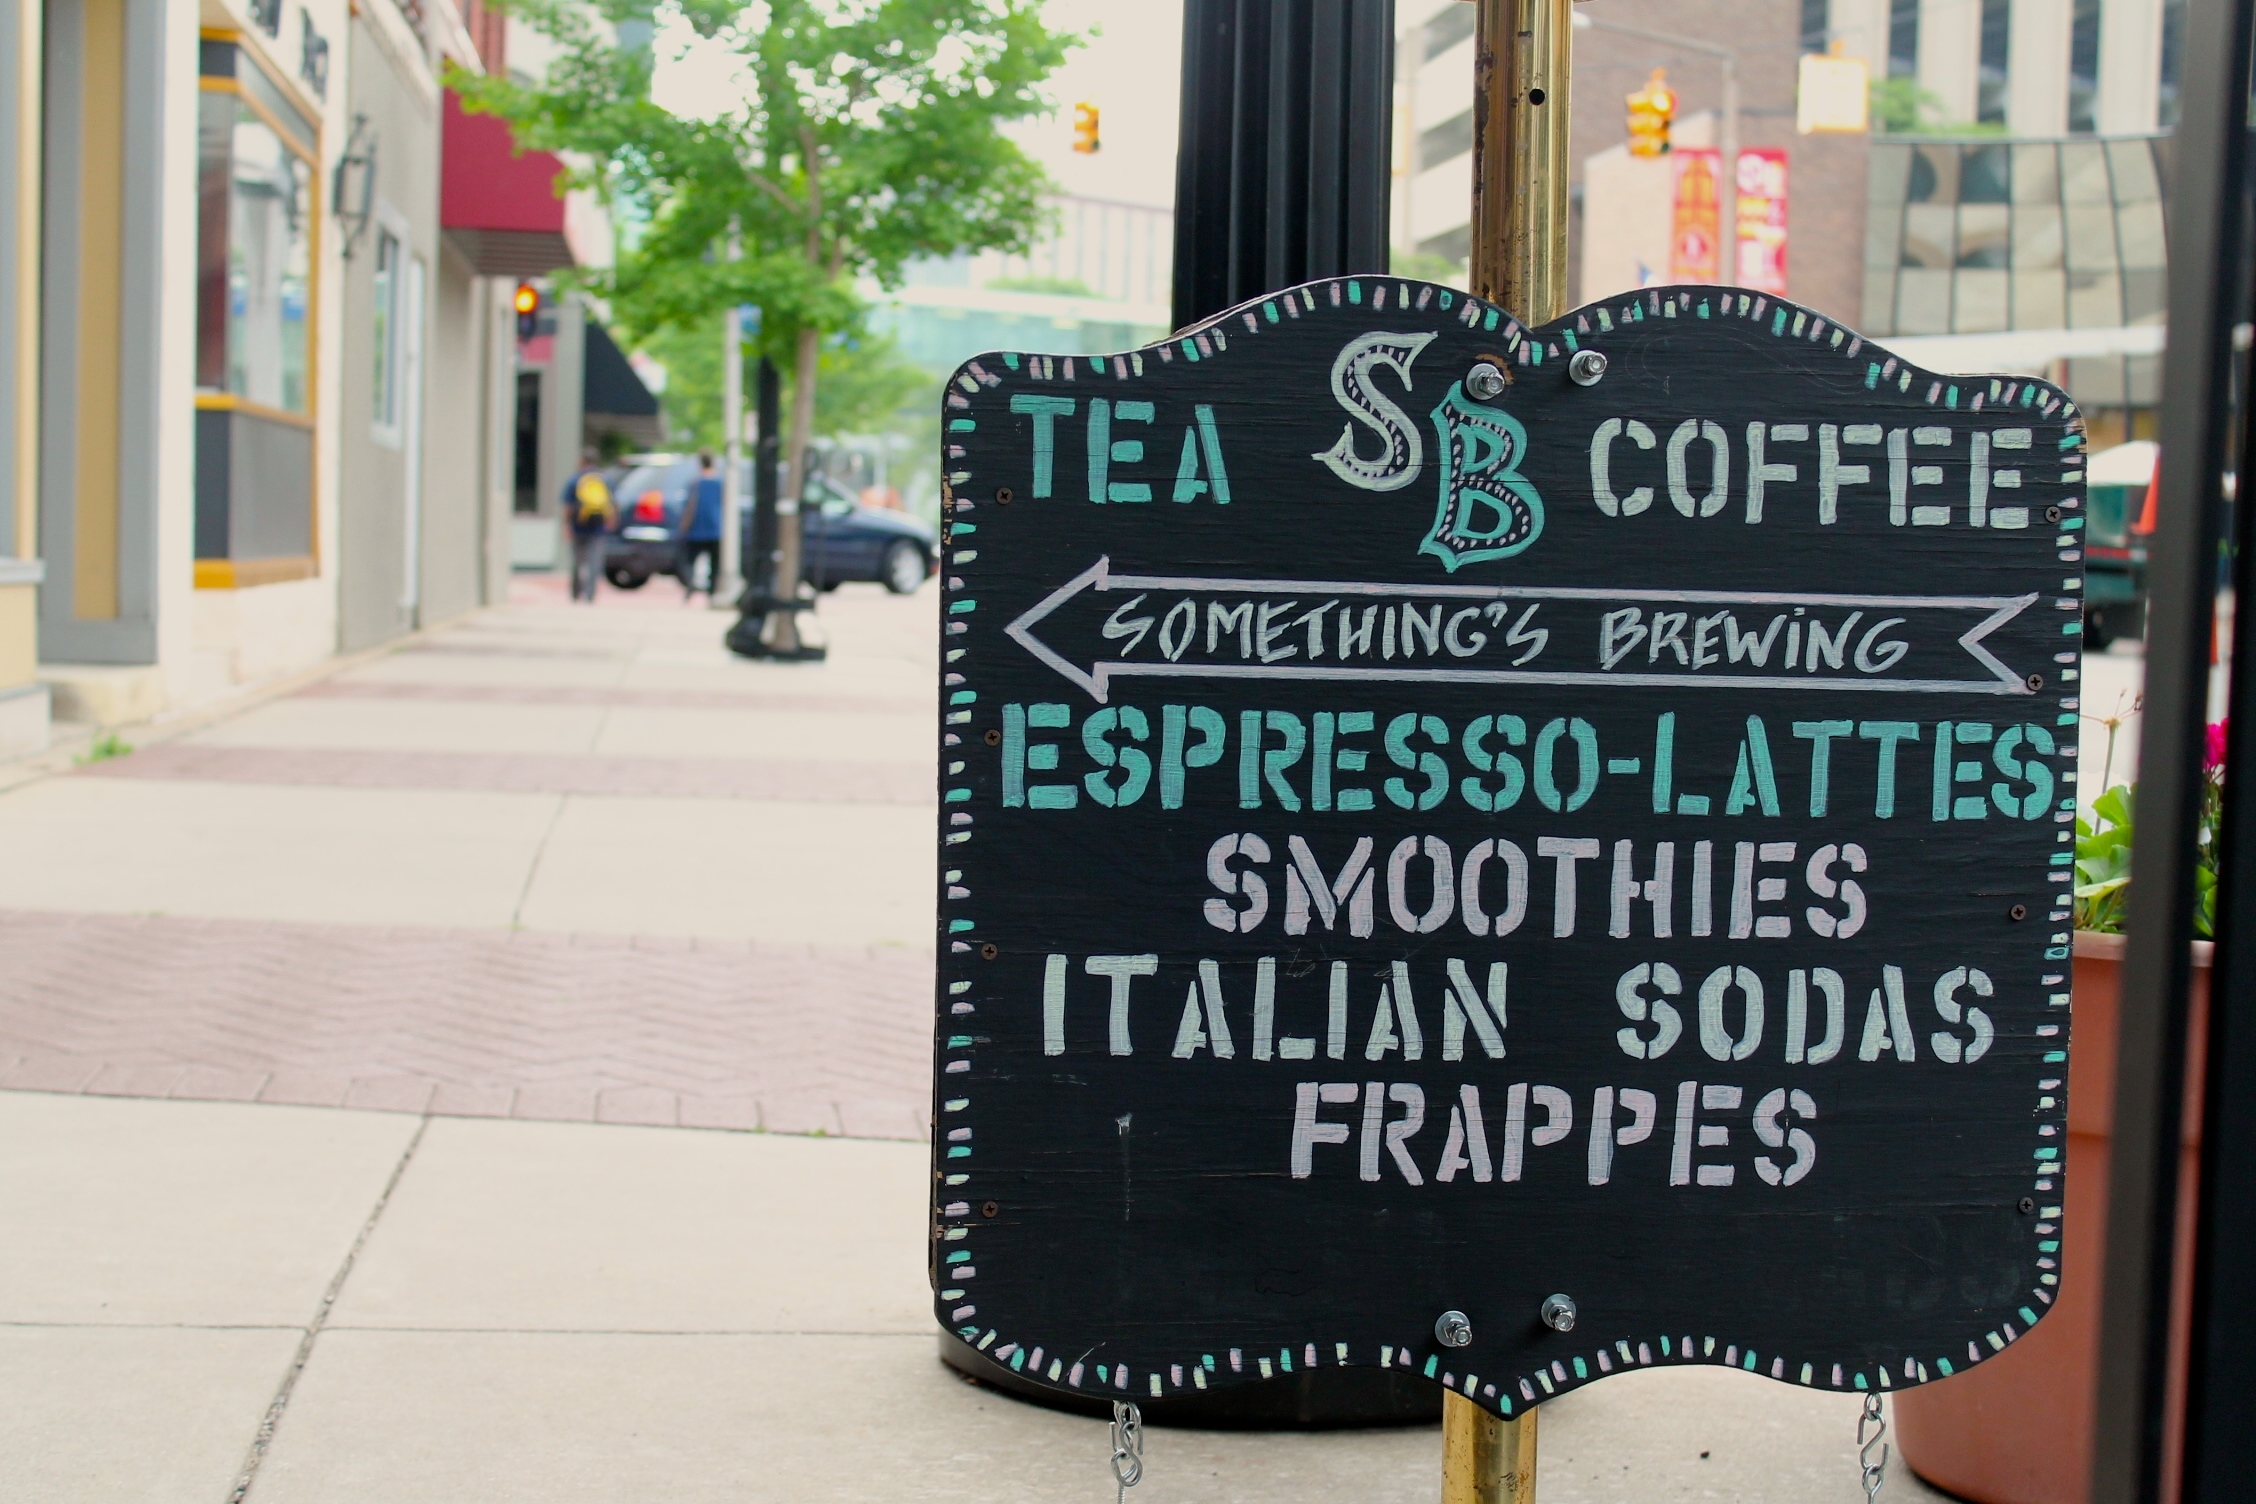 TEA SB COFFEE
SOMETHING'S BREWING
ESPRESSO-LATTES
SMOOTHIES
ITALIAN SODAS
FRAPPES